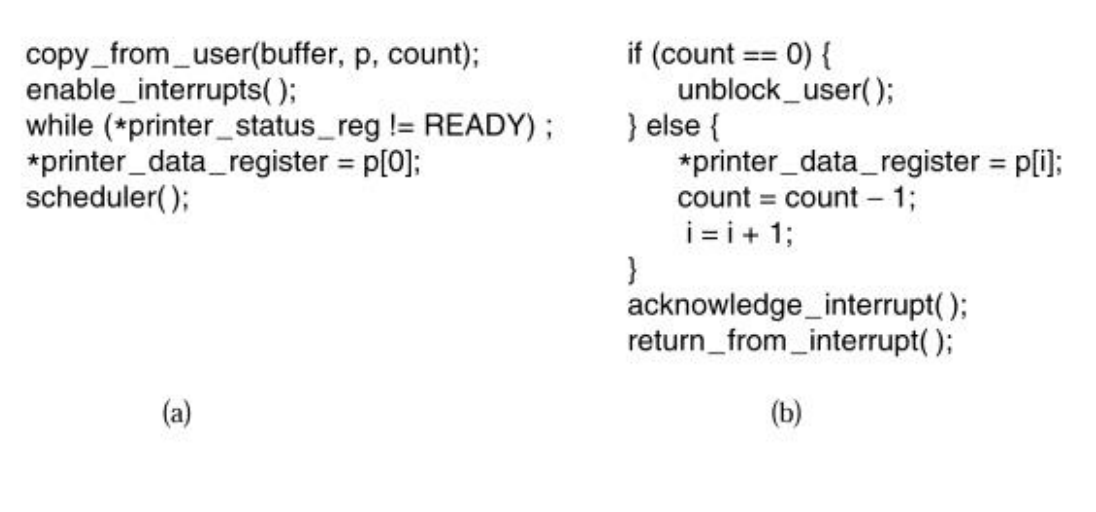 copy_from_user(buffer, p, count);
enable_interrupts( );
while (*printer_status_reg != READY) ;
*printer_data_register = p[0];
scheduler( );
(a)
if (count == 0) {
unblock_user( );
} else {
*printer_data_register = p[i];
count = count – 1;
i = i + 1;
}
acknowledge_interrupt( );
return_from_interrupt( );
(b)